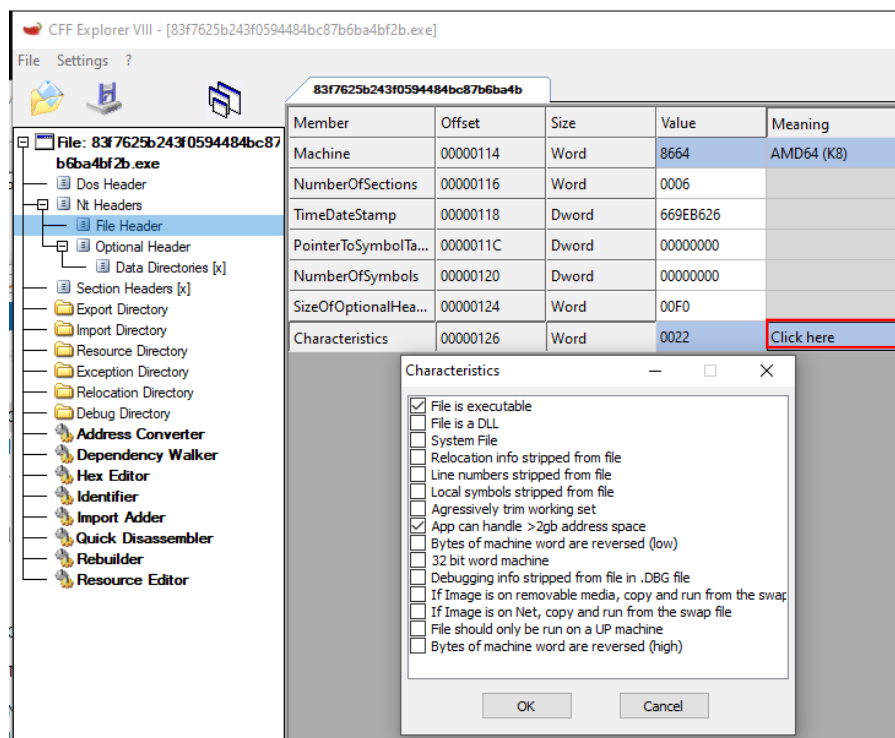 CFF Explorer VIII - [83f7625b243f0594484bc87b6ba4bf2b.exe]
File Settings ?
83f7625b243f0594484bc87b6ba4b
File: 83f7625b243f0594484bc87
b6ba4bf2b.exe
Dos Header
Nt Headers
File Header
Optional Header
Data Directories [x]
Section Headers [x]
Export Directory
Import Directory
Resource Directory
Exception Directory
Relocation Directory
Debug Directory
Address Converter
Dependency Walker
Hex Editor
Identifier
Import Adder
Quick Disassembler
Rebuilder
Resource Editor
Member Offset Size Value Meaning
Machine 00000114 Word 8664 AMD64 (K8)
NumberOfSections 00000116 Word 0006
TimeDateStamp 00000118 Dword 669EB626
PointerToSymbolTa... 0000011C Dword 00000000
NumberOfSymbols 00000120 Dword 00000000
SizeOfOptionalHea... 00000124 Word 00F0
Characteristics 00000126 Word 0022 Click here
Characteristics
File is executable
File is a DLL
System File
Relocation info stripped from file
Line numbers stripped from file
Local symbols stripped from file
Agressively trim working set
App can handle >2gb address space
Bytes of machine word are reversed (low)
32 bit word machine
Debugging info stripped from file in .DBG file
If Image is on removable media, copy and run from the swap
If Image is on Net, copy and run from the swap file
File should only be run on a UP machine
Bytes of machine word are reversed (high)
OK Cancel